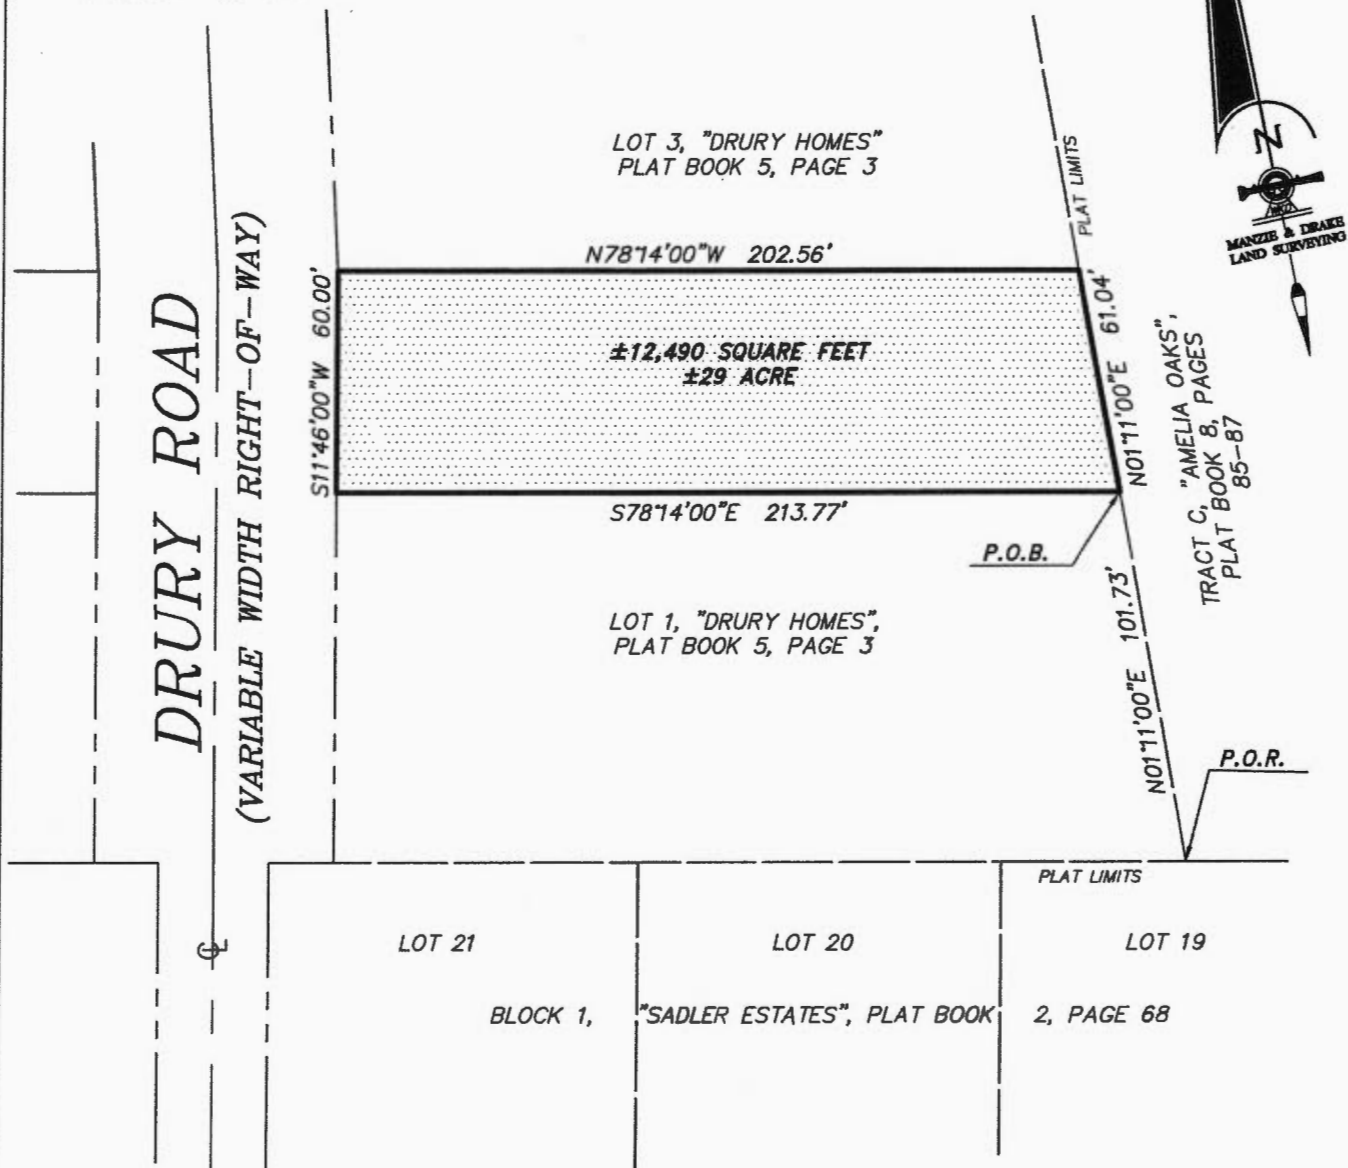 LOT 3, "DRURY HOMES"
PLAT BOOK 5, PAGE 3
PLAT LIMITS
N
MANZIE & DRAKE
LAND SURVEYING
N78°14'00"W 202.56'
S11°46'00"W 60.00'
±12,490 SQUARE FEET
±29 ACRE
N01°11'00"E 61.04'
TRACT C, "AMELIA OAKS",
PLAT BOOK 8, PAGES
85-87
S78°14'00"E 213.77'
P.O.B.
DRURY ROAD
(VARIABLE WIDTH RIGHT-OF-WAY)
LOT 1, "DRURY HOMES",
PLAT BOOK 5, PAGE 3
N01°11'00"E 101.73'
P.O.R.
PLAT LIMITS
℄
LOT 21
LOT 20
LOT 19
BLOCK 1, "SADLER ESTATES", PLAT BOOK 2, PAGE 68